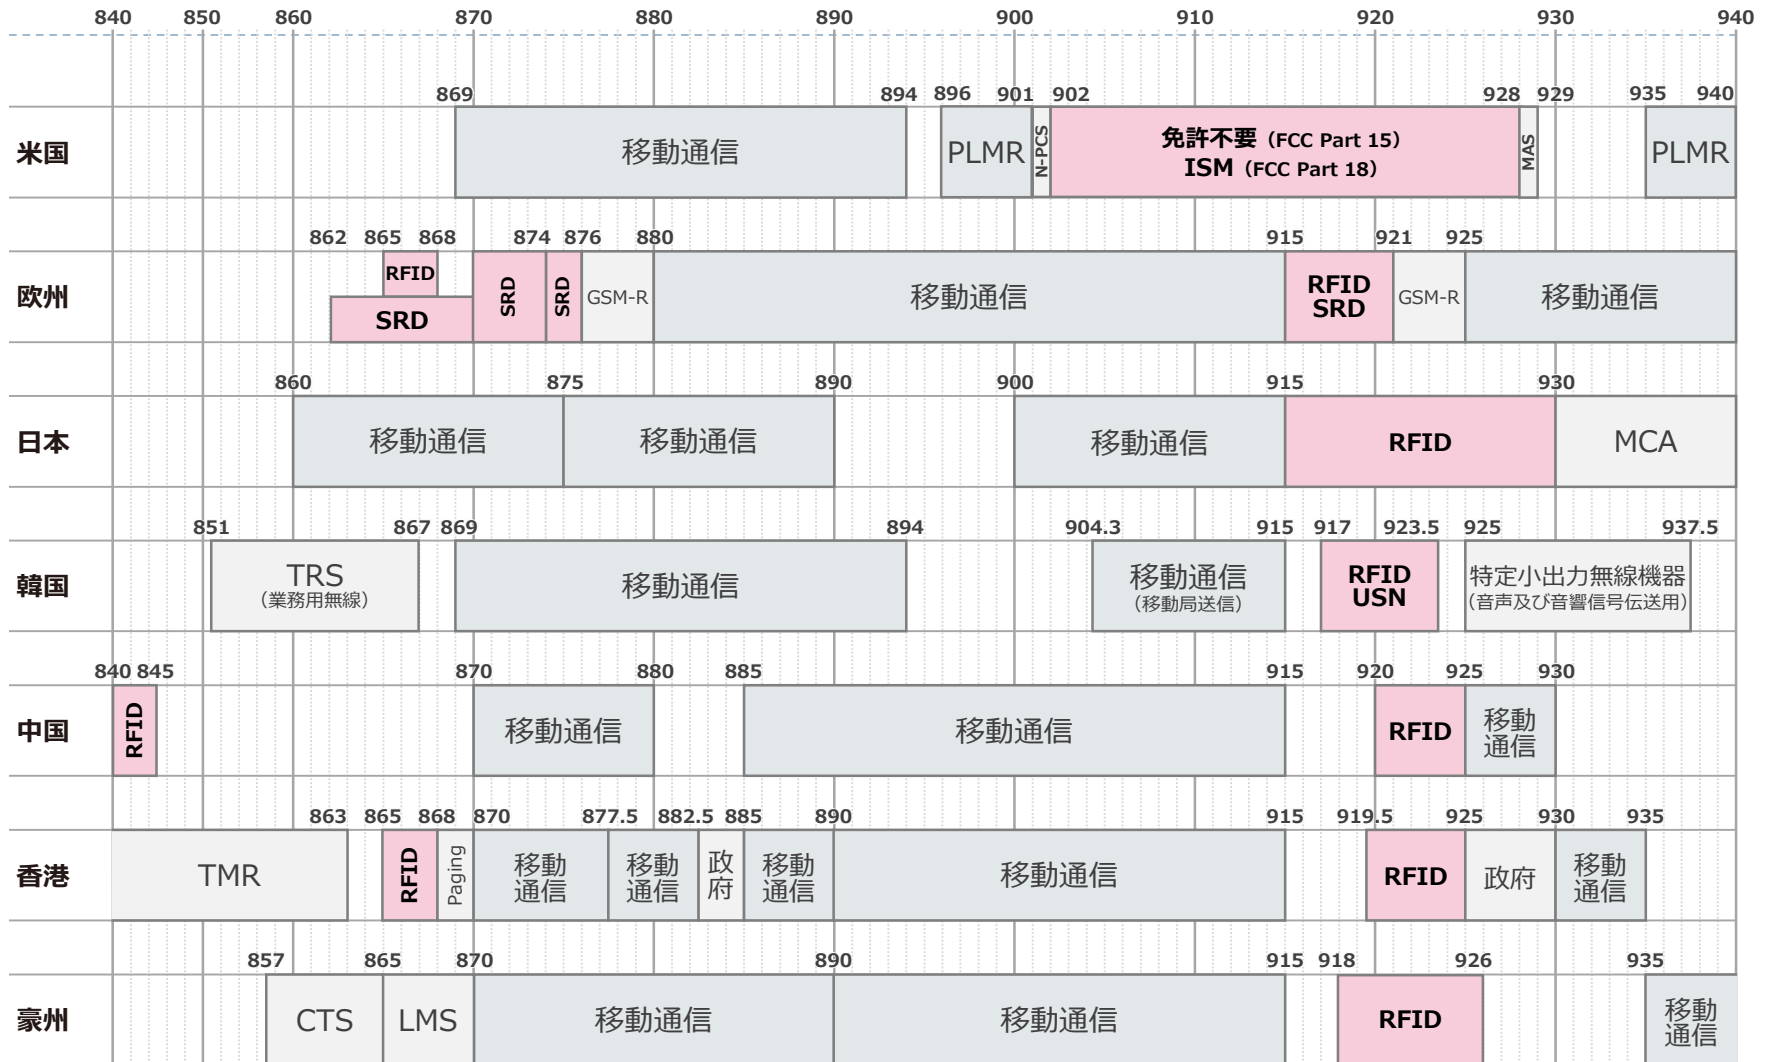 840 850 860 870 880 890 900 910 920 930 940
869 894 896 901 902 928 929 935 940
米国
移動通信
PLMR
N-PCS
免許不要（FCC Part 15）
ISM（FCC Part 18）
MAS
PLMR
862 865 868 874 876 880 915 921 925
欧州
RFID
SRD
SRD
SRD
GSM-R
移動通信
RFID
SRD
GSM-R
移動通信
860 875 890 900 915 930
日本
移動通信
移動通信
移動通信
RFID
MCA
851 867 869 894 904.3 915 917 923.5 925 937.5
韓国
TRS
（業務用無線）
移動通信
移動通信
（移動局送信）
RFID
USN
特定小出力無線機器
（音声及び音響信号伝送用）
840 845 870 880 885 915 920 925 930
中国
RFID
移動通信
移動通信
RFID
移動
通信
863 865 868 870 877.5 882.5 885 890 915 919.5 925 930 935
香港
TMR
RFID
Paging
移動
通信
移動
通信
政
府
移動
通信
移動通信
RFID
政府
移動
通信
857 865 870 890 915 918 926 935
豪州
CTS
LMS
移動通信
移動通信
RFID
移動
通信